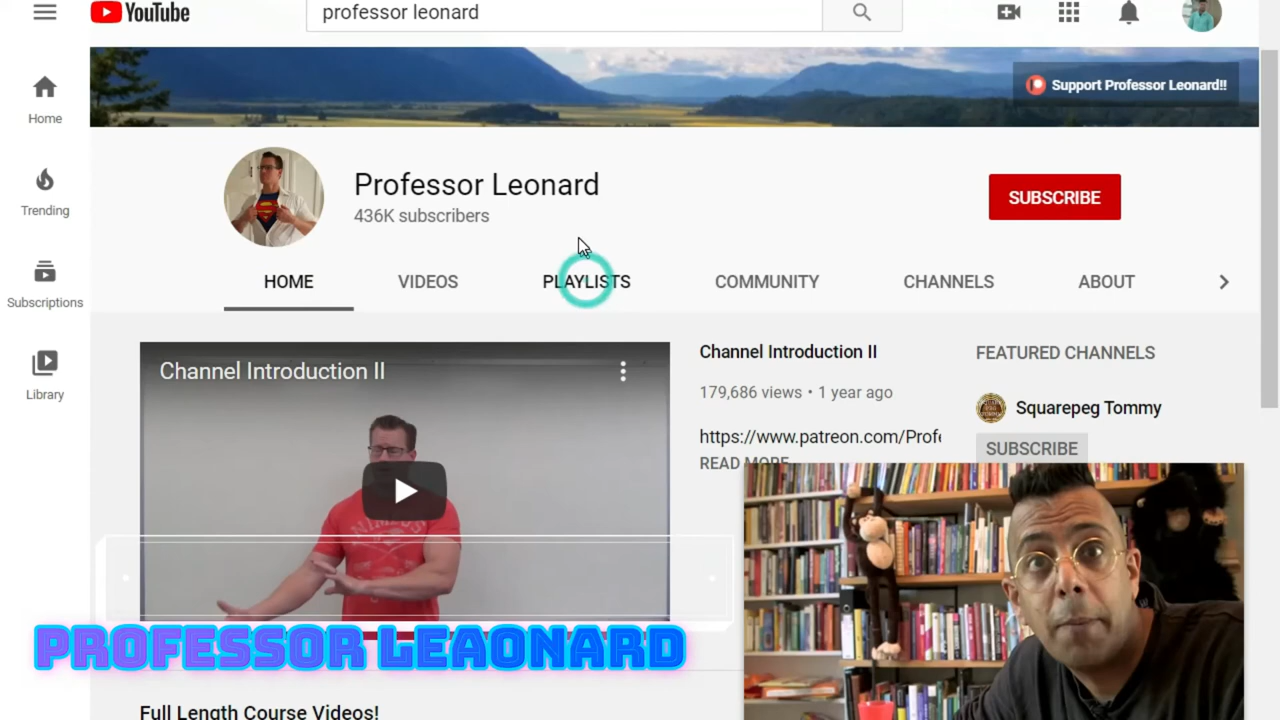 YouTube
professor leonard
Support Professor Leonard!!
Home
Trending
Subscriptions
Library
Professor Leonard
436K subscribers
SUBSCRIBE
HOME VIDEOS PLAYLISTS COMMUNITY CHANNELS ABOUT
Channel Introduction II
Channel Introduction II
179,686 views • 1 year ago
https://www.patreon.com/Profe
READ MORE
FEATURED CHANNELS
Squarepeg Tommy
SUBSCRIBE
PROFESSOR LEAONARD
Full Length Course Videos!